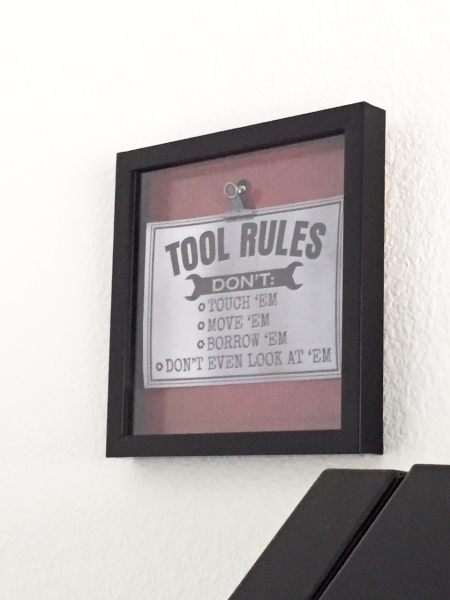 TOOL RULES
DON'T:
TOUCH 'EM
MOVE 'EM
BORROW 'EM
DON'T EVEN LOOK AT 'EM